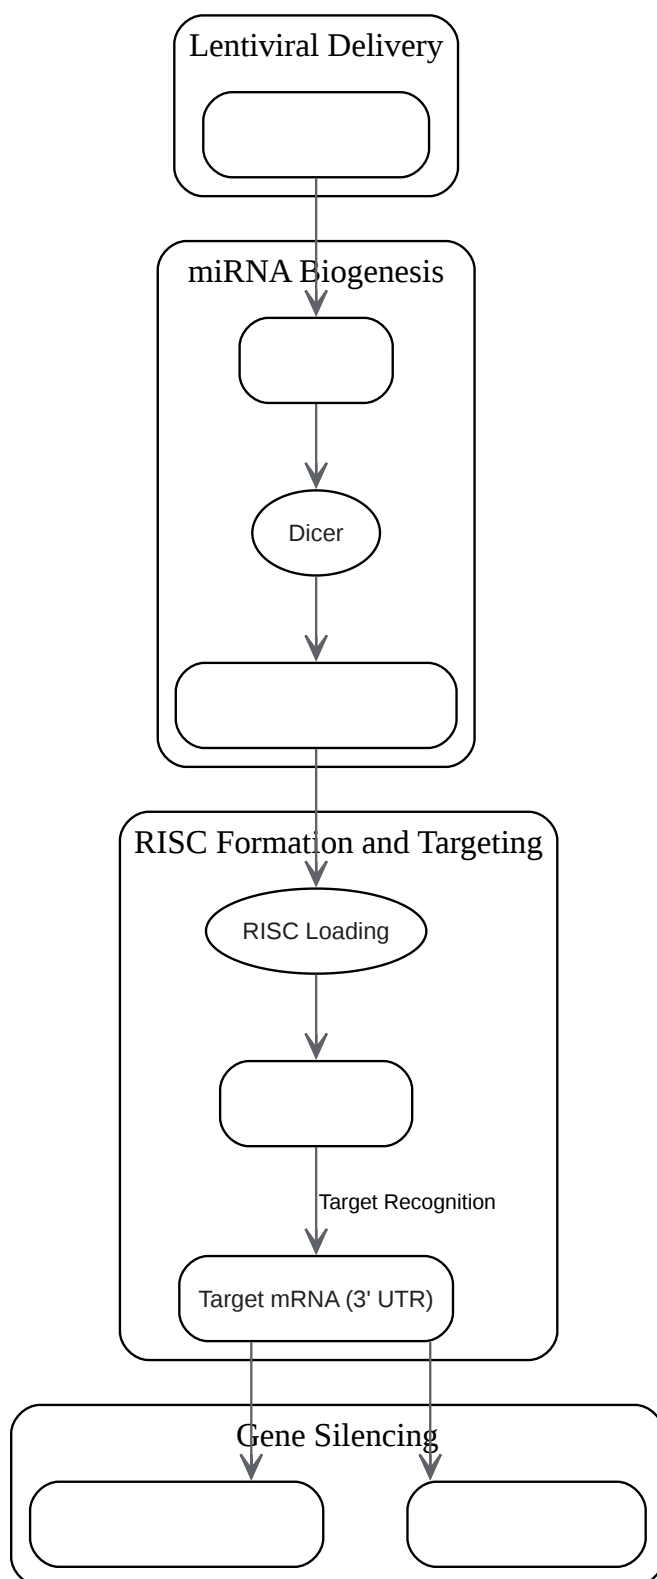 Lentiviral Delivery
miRNA Biogenesis
Dicer
RISC Formation and Targeting
RISC Loading
Target Recognition
Target mRNA (3' UTR)
Gene Silencing